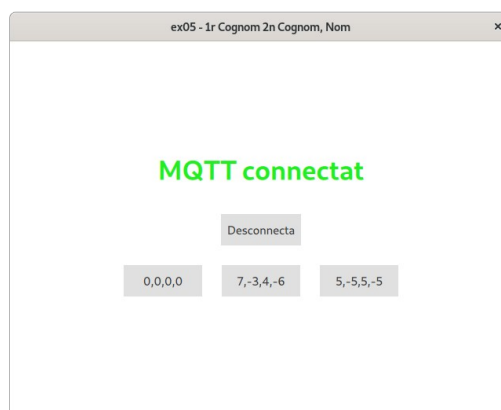 ex05 - 1r Cognom 2n Cognom, Nom
MQTT connectat
Desconnecta
0,0,0,0 7,-3,4,-6 5,-5,5,-5